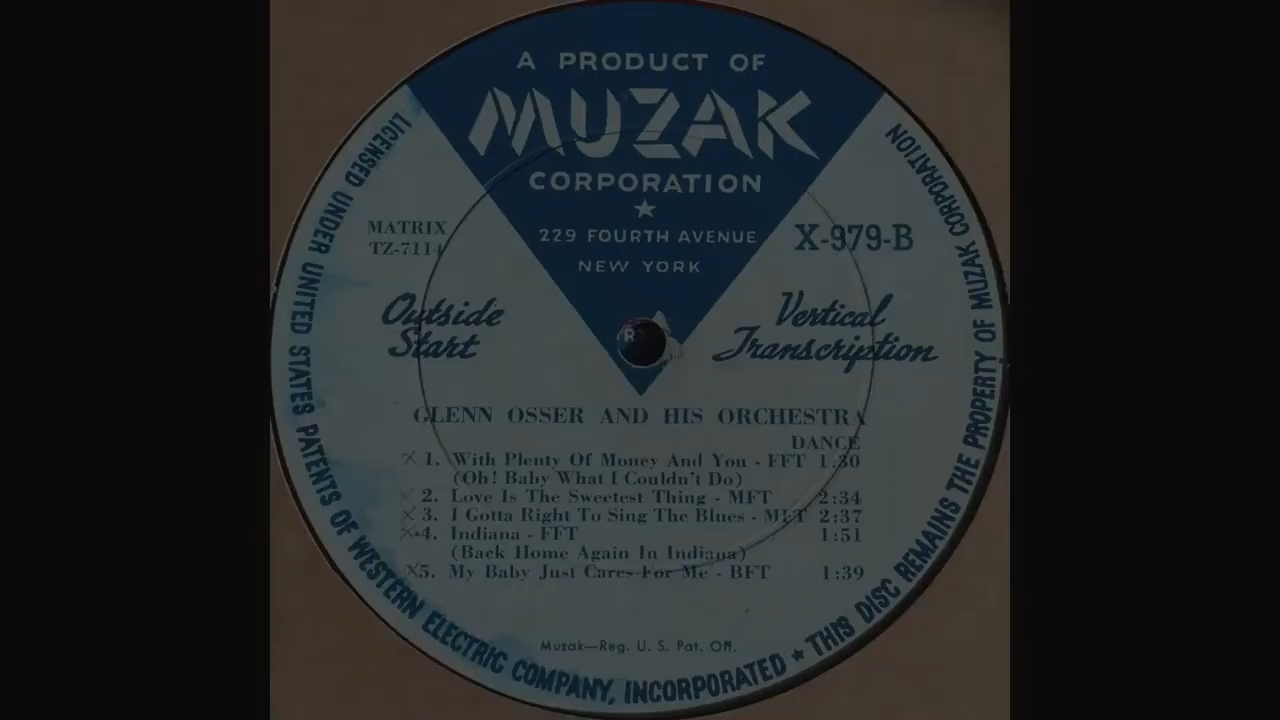 A PRODUCT OF
MUZAK
CORPORATION
229 FOURTH AVENUE
NEW YORK
MATRIX
TZ-7114
X-979-B
Outside
Start
Vertical
Transcription
GLENN OSSER AND HIS ORCHESTRA
DANCE
1. With Plenty Of Money And You - FFT 1:30
(Oh! Baby What I Couldn't Do)
2. Love Is The Sweetest Thing - MFT 2:34
3. I Gotta Right To Sing The Blues - MFT 2:37
4. Indiana - FFT 1:51
(Back Home Again In Indiana)
5. My Baby Just Cares For Me - BFT 1:39
Muzak—Reg. U. S. Pat. Off.
LICENSED UNDER UNITED STATES PATENTS OF WESTERN ELECTRIC COMPANY, INCORPORATED ★ THIS DISC REMAINS THE PROPERTY OF MUZAK CORPORATION